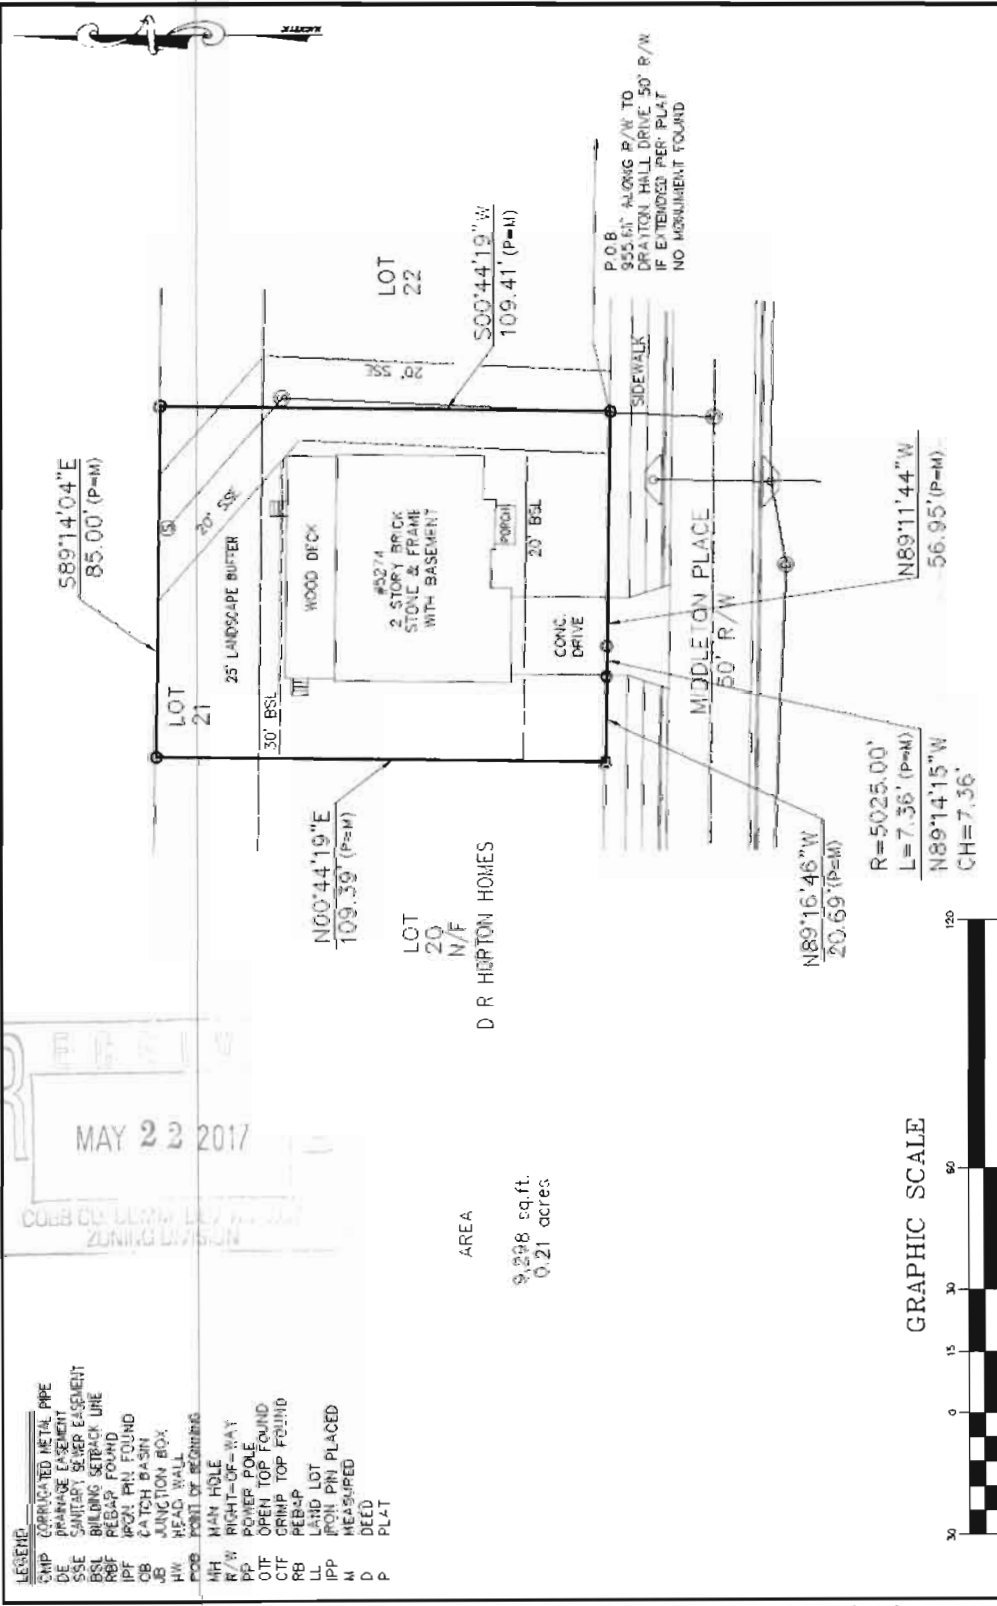 LEGEND
CMP CORRUGATED METAL PIPE
DE DRAINAGE EASEMENT
SSE SANITARY SEWER EASEMENT
BSL BUILDING SETBACK LINE
RBF REBAR FOUND
IPF IRON PIN FOUND
CB CATCH BASIN
JB JUNCTION BOX
HW HEAD WALL
POB POINT OF BEGINNING
MH MAN HOLE
R/W RIGHT-OF-WAY
PP POWER POLE
OTF OPEN TOP FOUND
CTF CRIMP TOP FOUND
RB REBAR
LL LAND LOT
IPP IRON PIN PLACED
M MEASURED
D DEED
P PLAT
MAY 22 2017
ZONING DIVISION
AREA
sq.ft.
0.21 acres
GRAPHIC SCALE
30 0 15 30 60 120
S89°14'04"E
85.00' (P=M)
LOT
21
25' LANDSCAPE BUFFER
20' SSE
30' BSL
WOOD DECK
#5274
2 STORY BRICK
STONE & FRAME
WITH BASEMENT
PORCH
20' BSL
CONC.
DRIVE
20' SSE
LOT
22
S00°44'19"W
109.41' (P=M)
N00°44'19"E
109.39' (P=M)
LOT
20
N/F
D R HORTON HOMES
P.O.B
955.61' ALONG R/W TO
DRAYTON HALL DRIVE 50' R/W
IF EXTENDED PER PLAT
NO MONUMENT FOUND
SIDEWALK
MIDDLETON PLACE
50' R/W
N89°11'44"W
56.95' (P=M)
N89°16'46"W
20.69' (P=M)
R=5025.00'
L=7.36' (P=M)
N89°14'15"W
CH=7.36'